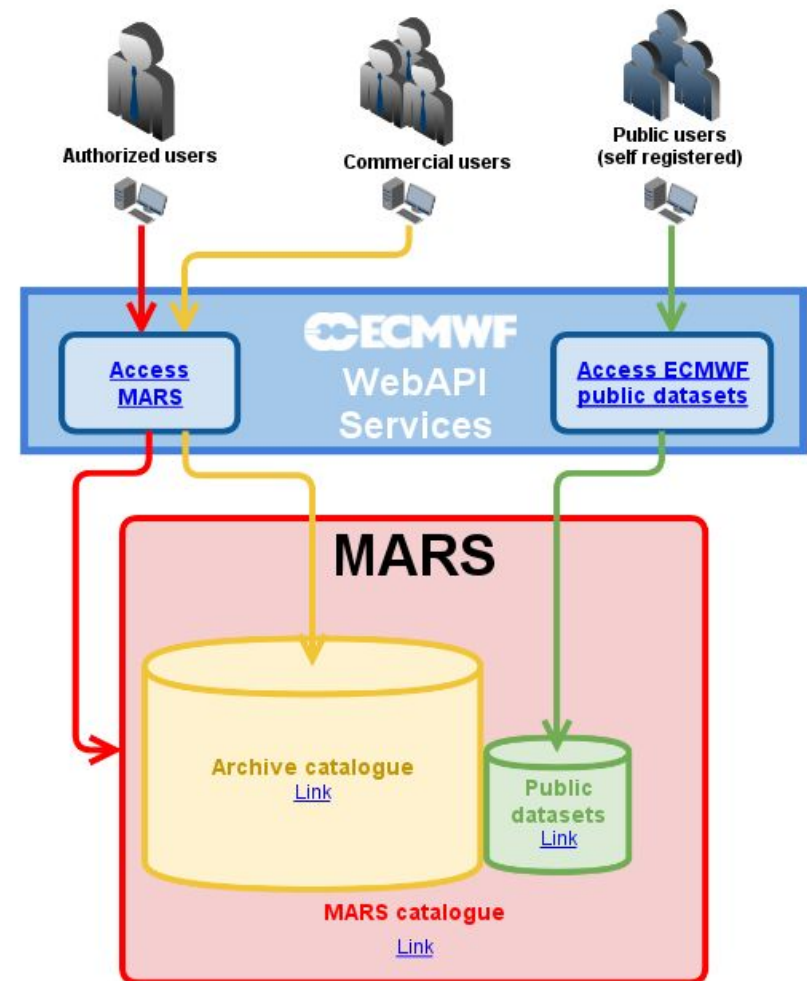 Authorized users
Commercial users
Public users
(self registered)
ECMWF
WebAPI
Services
Access
MARS
Access ECMWF
public datasets
MARS
Archive catalogue
Link
Public
datasets
Link
MARS catalogue
Link